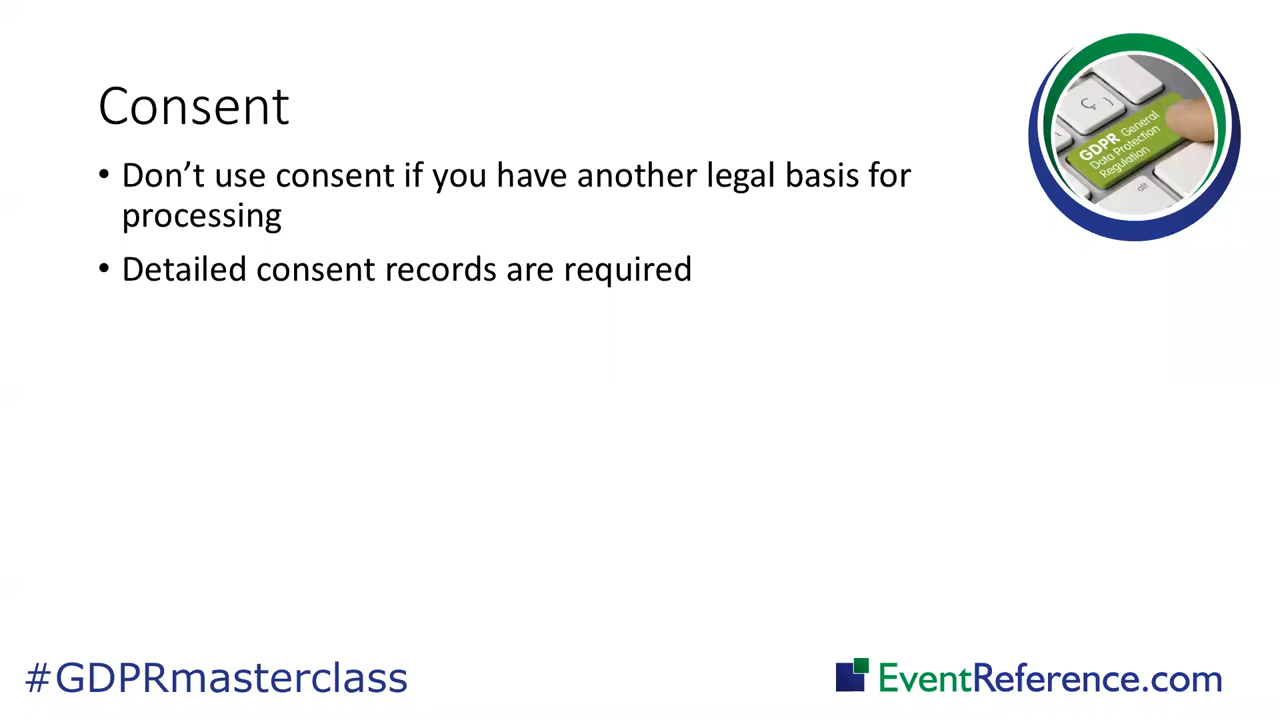 Consent
• Don’t use consent if you have another legal basis for
processing
• Detailed consent records are required
GDPR General
Data Protection
Regulation
alt
#GDPRmasterclass
EventReference.com